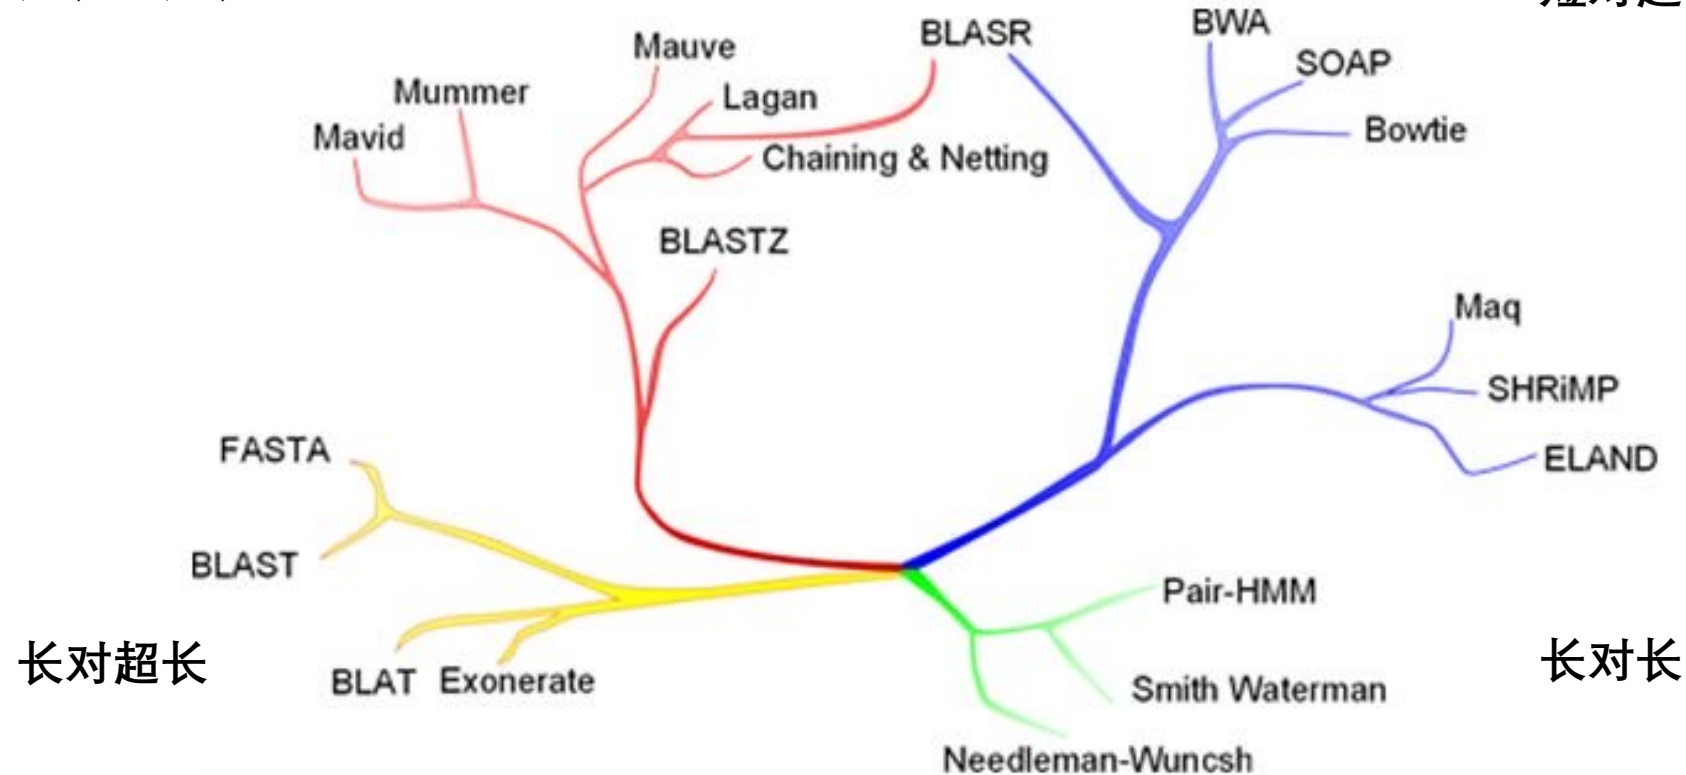 BWA
BLASR
Mauve
SOAP
Mummer
Lagan
Bowtie
Mavid
Chaining & Netting
BLASTZ
Maq
SHRiMP
FASTA
ELAND
BLAST
Pair-HMM
长对超长
长对长
BLAT
Exonerate
Smith Waterman
Needleman-Wuncsh